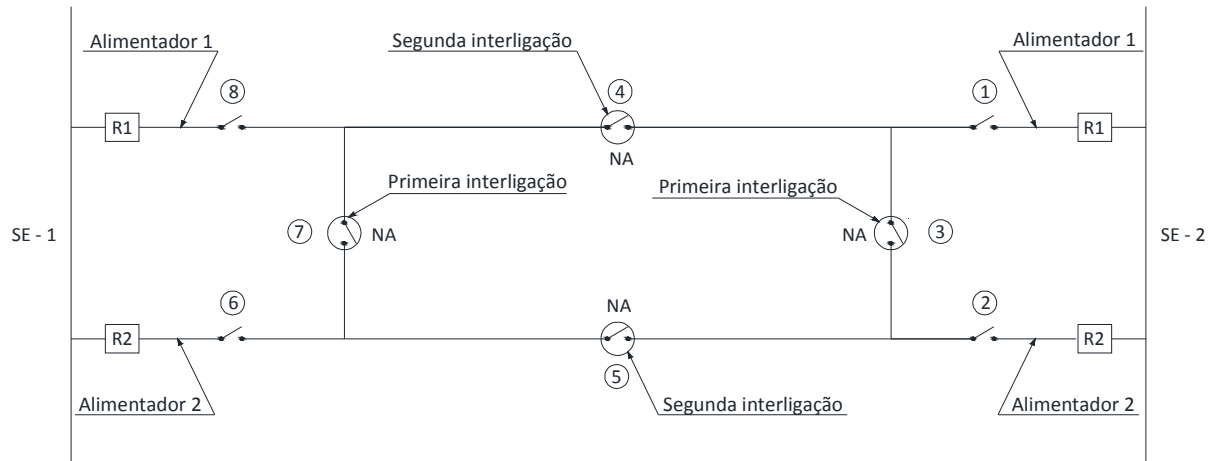 Alimentador 1
Segunda interligação
Alimentador 1
8
4
1
R1
NA
R1
Primeira interligação
Primeira interligação
SE - 1
7
NA
NA
3
SE - 2
6
NA
2
R2
R2
5
Alimentador 2
Segunda interligação
Alimentador 2